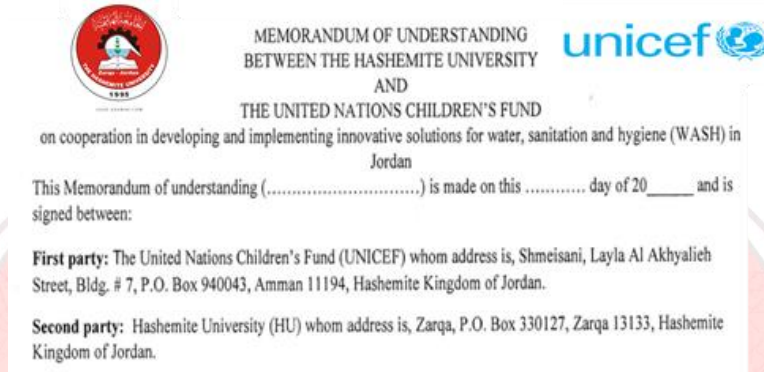 MEMORANDUM OF UNDERSTANDING
BETWEEN THE HASHEMITE UNIVERSITY
AND
THE UNITED NATIONS CHILDREN'S FUND
unicef
THE HASHEMITE UNIVERSITY
1995
on cooperation in developing and implementing innovative solutions for water, sanitation and hygiene (WASH) in
Jordan
This Memorandum of understanding (...............................) is made on this ............ day of 20______ and is
signed between:
First party: The United Nations Children's Fund (UNICEF) whom address is, Shmeisani, Layla Al Akhyalieh
Street, Bldg. # 7, P.O. Box 940043, Amman 11194, Hashemite Kingdom of Jordan.
Second party: Hashemite University (HU) whom address is, Zarqa, P.O. Box 330127, Zarqa 13133, Hashemite
Kingdom of Jordan.